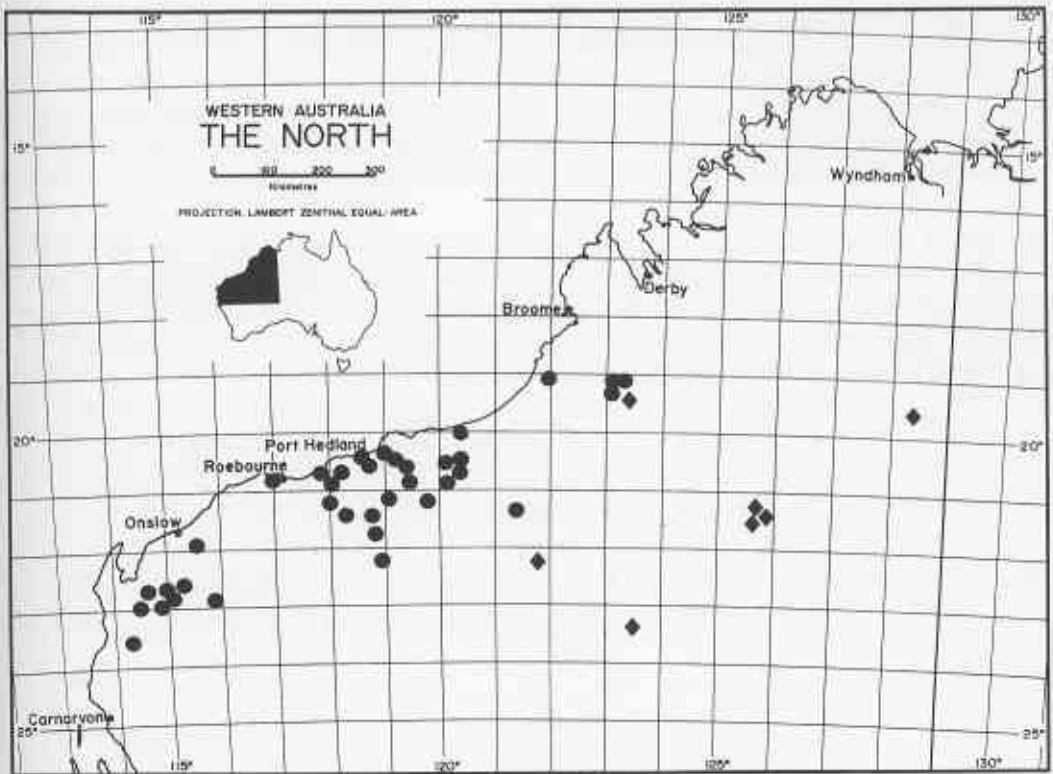 115° 120° 125° 130°
WESTERN AUSTRALIA
THE NORTH
0 100 200 300
Kilometres
PROJECTION: LAMBERT ZENITHAL EQUAL-AREA
15° 15°
Wyndham
Derby
Broome
20° 20°
Port Hedland
Roebourne
Onslow
Carnarvon
25° 25°
115° 120° 125° 130°